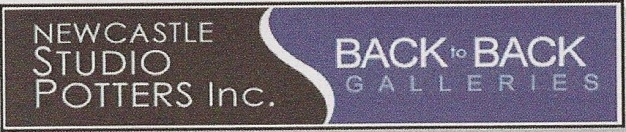 NEWCASTLE
STUDIO
POTTERS Inc.
BACK to BACK
GALLERIES